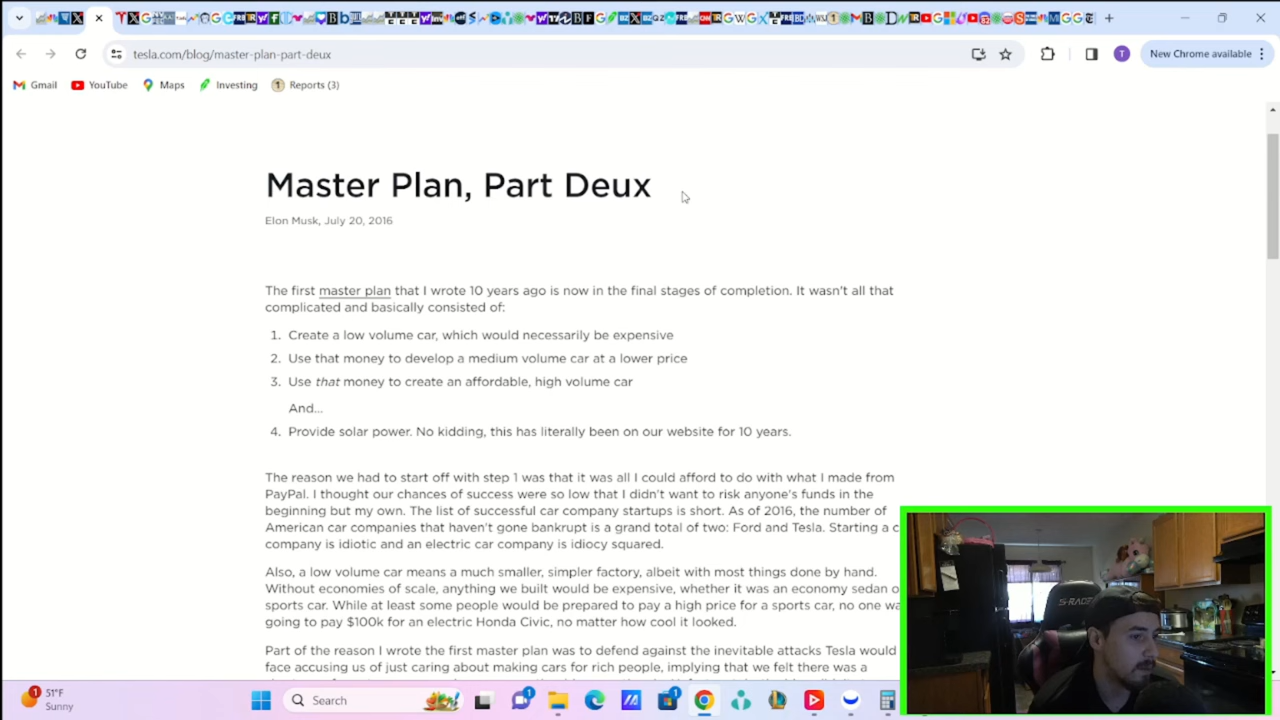 tesla.com/blog/master-plan-part-deux
New Chrome available
Gmail
YouTube
Maps
Investing
Reports (3)
Master Plan, Part Deux
Elon Musk, July 20, 2016
The first master plan that I wrote 10 years ago is now in the final stages of completion. It wasn't all that
complicated and basically consisted of:
1. Create a low volume car, which would necessarily be expensive
2. Use that money to develop a medium volume car at a lower price
3. Use that money to create an affordable, high volume car
And...
4. Provide solar power. No kidding, this has literally been on our website for 10 years.
The reason we had to start off with step 1 was that it was all I could afford to do with what I made from
PayPal. I thought our chances of success were so low that I didn't want to risk anyone's funds in the
beginning but my own. The list of successful car company startups is short. As of 2016, the number of
American car companies that haven't gone bankrupt is a grand total of two: Ford and Tesla. Starting a c
company is idiotic and an electric car company is idiocy squared.
Also, a low volume car means a much smaller, simpler factory, albeit with most things done by hand.
Without economies of scale, anything we built would be expensive, whether it was an economy sedan o
sports car. While at least some people would be prepared to pay a high price for a sports car, no one wa
going to pay $100k for an electric Honda Civic, no matter how cool it looked.
Part of the reason I wrote the first master plan was to defend against the inevitable attacks Tesla would
face accusing us of just caring about making cars for rich people, implying that we felt there was a
S-RACER
1
51°F
Sunny
Search
1
1